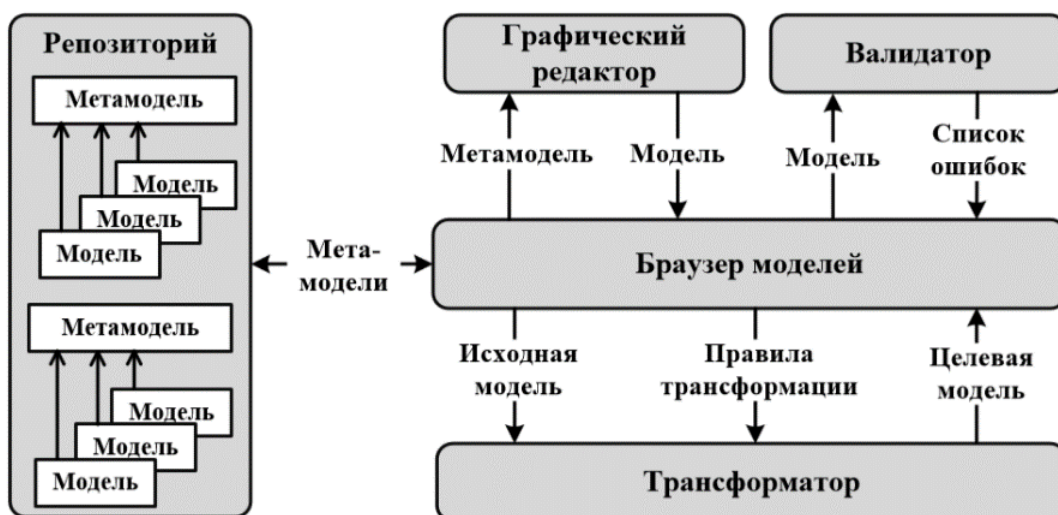 Репозиторий
Метамодель
Модель
Модель
Модель
Метамодель
Модель
Модель
Модель
Мета-
модели
Графический
редактор
Валидатор
Метамодель
Модель
Модель
Список
ошибок
Браузер моделей
Исходная
модель
Правила
трансформации
Целевая
модель
Трансформатор